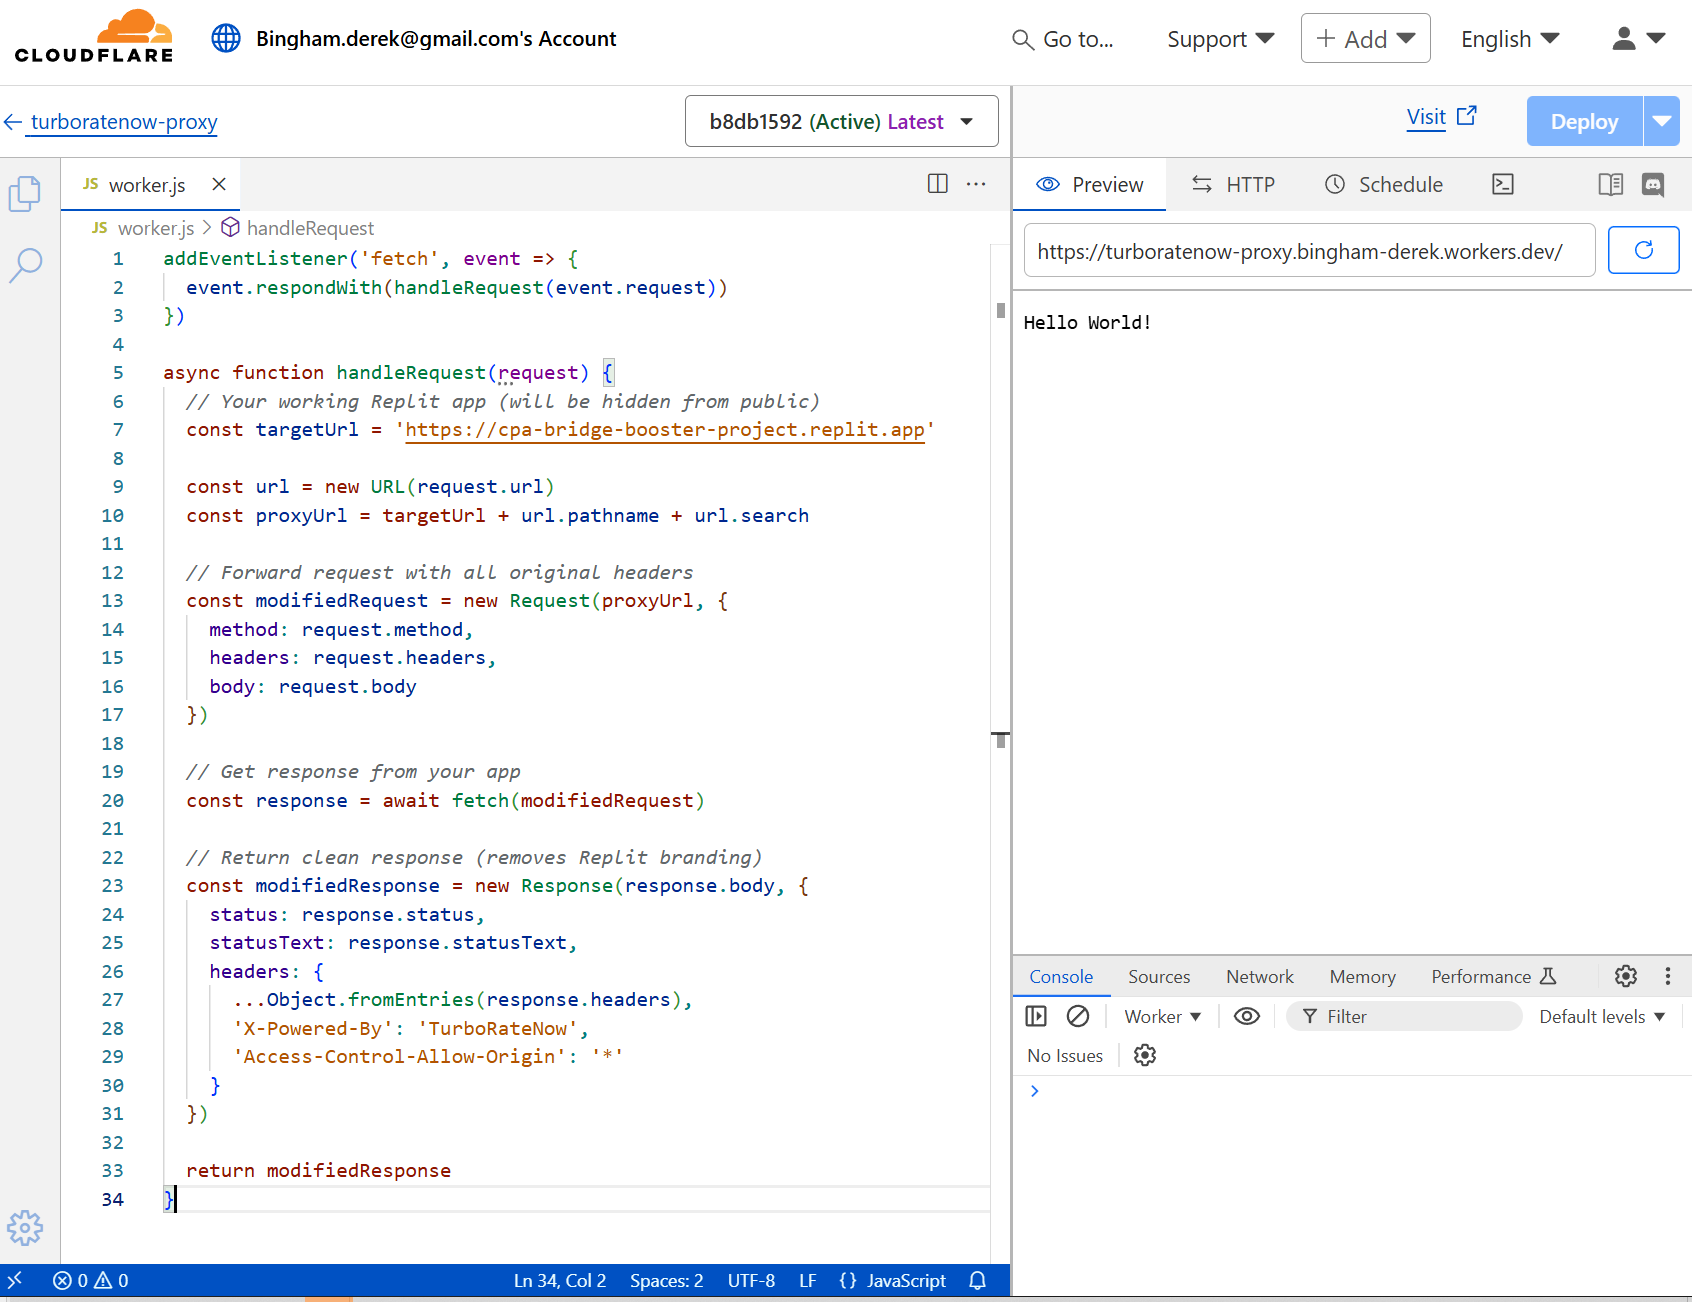 CLOUDFLARE
Bingham.derek@gmail.com's Account
Go to...
Support
Add
English
turboratenow-proxy
b8db1592 (Active) Latest
Visit
Deploy
JS worker.js
Preview
HTTP
Schedule
JS worker.js > handleRequest
https://turboratenow-proxy.bingham-derek.workers.dev/
Hello World!
1 addEventListener('fetch', event => {
2   event.respondWith(handleRequest(event.request))
3 })
4
5 async function handleRequest(request) {
6   // Your working Replit app (will be hidden from public)
7   const targetUrl = 'https://cpa-bridge-booster-project.replit.app'
8
9   const url = new URL(request.url)
10   const proxyUrl = targetUrl + url.pathname + url.search
11
12   // Forward request with all original headers
13   const modifiedRequest = new Request(proxyUrl, {
14     method: request.method,
15     headers: request.headers,
16     body: request.body
17   })
18
19   // Get response from your app
20   const response = await fetch(modifiedRequest)
21
22   // Return clean response (removes Replit branding)
23   const modifiedResponse = new Response(response.body, {
24     status: response.status,
25     statusText: response.statusText,
26     headers: {
27       ...Object.fromEntries(response.headers),
28       'X-Powered-By': 'TurboRateNow',
29       'Access-Control-Allow-Origin': '*'
30     }
31   })
32
33   return modifiedResponse
34 }
Console
Sources
Network
Memory
Performance
Worker
Filter
Default levels
No Issues
0 0
Ln 34, Col 2
Spaces: 2
UTF-8
LF
{} JavaScript